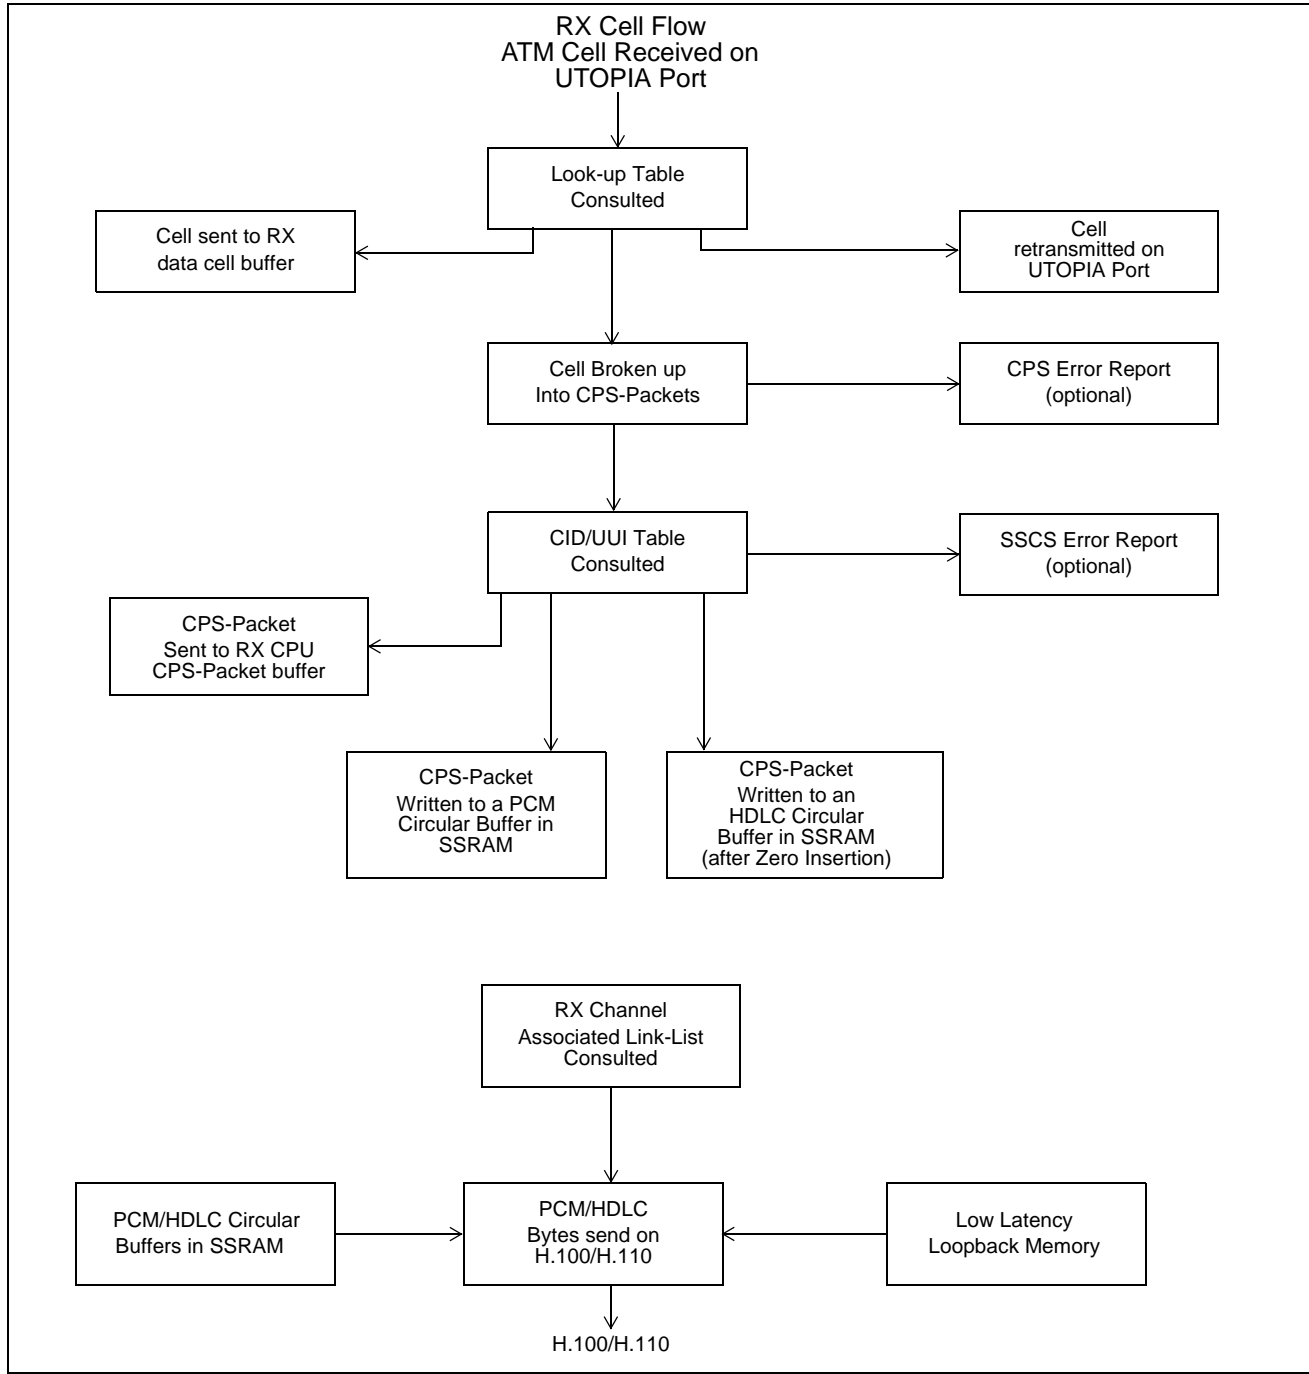 RX Cell Flow
ATM Cell Received on
UTOPIA Port
Look-up Table
Consulted
Cell sent to RX
data cell buffer
Cell
retransmitted on
UTOPIA Port
Cell Broken up
Into CPS-Packets
CPS Error Report
(optional)
CID/UUI Table
Consulted
SSCS Error Report
(optional)
CPS-Packet
Sent to RX CPU
CPS-Packet buffer
CPS-Packet
Written to a PCM
Circular Buffer in
SSRAM
CPS-Packet
Written to an
HDLC Circular
Buffer in SSRAM
(after Zero Insertion)
RX Channel
Associated Link-List
Consulted
PCM/HDLC Circular
Buffers in SSRAM
PCM/HDLC
Bytes send on
H.100/H.110
Low Latency
Loopback Memory
H.100/H.110